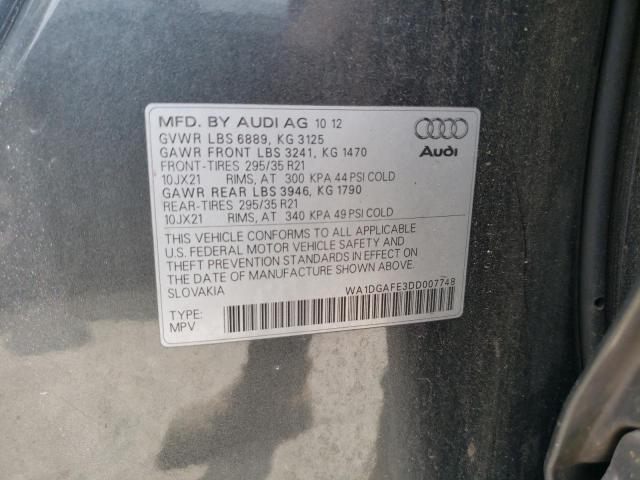 MFD. BY AUDI AG 10 12
GVWR LBS 6889, KG 3125
GAWR FRONT LBS 3241, KG 1470
FRONT-TIRES 295/35 R21
10JX21 RIMS, AT 300 KPA 44 PSI COLD
GAWR REAR LBS 3946, KG 1790
REAR-TIRES 295/35 R21
10JX21 RIMS, AT 340 KPA 49 PSI COLD
Audi
THIS VEHICLE CONFORMS TO ALL APPLICABLE
U.S. FEDERAL MOTOR VEHICLE SAFETY AND
THEFT PREVENTION STANDARDS IN EFFECT ON
THE DATE OF MANUFACTURE SHOWN ABOVE.
SLOVAKIA
WA1DGAFE3DD007748
TYPE:
MPV